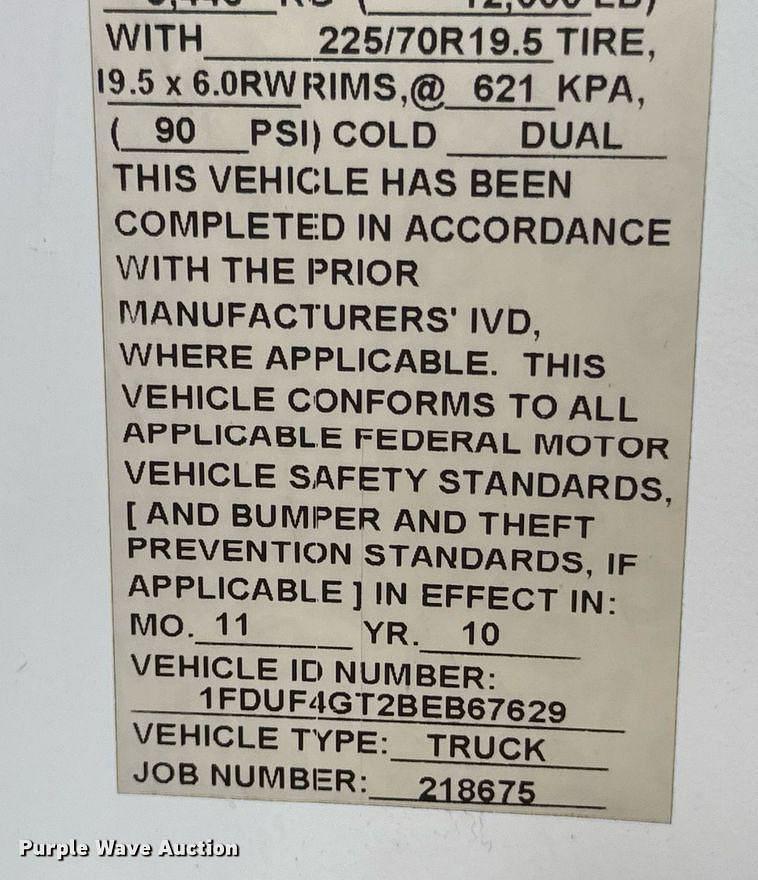 WITH 225/70R19.5 TIRE,
19.5 x 6.0RW RIMS,@ 621 KPA,
( 90 PSI) COLD DUAL
THIS VEHICLE HAS BEEN
COMPLETED IN ACCORDANCE
WITH THE PRIOR
MANUFACTURERS' IVD,
WHERE APPLICABLE. THIS
VEHICLE CONFORMS TO ALL
APPLICABLE FEDERAL MOTOR
VEHICLE SAFETY STANDARDS,
[ AND BUMPER AND THEFT
PREVENTION STANDARDS, IF
APPLICABLE ] IN EFFECT IN:
MO. 11 YR. 10
VEHICLE ID NUMBER:
1FDUF4GT2BEB67629
VEHICLE TYPE: TRUCK
JOB NUMBER: 218675
Purple Wave Auction